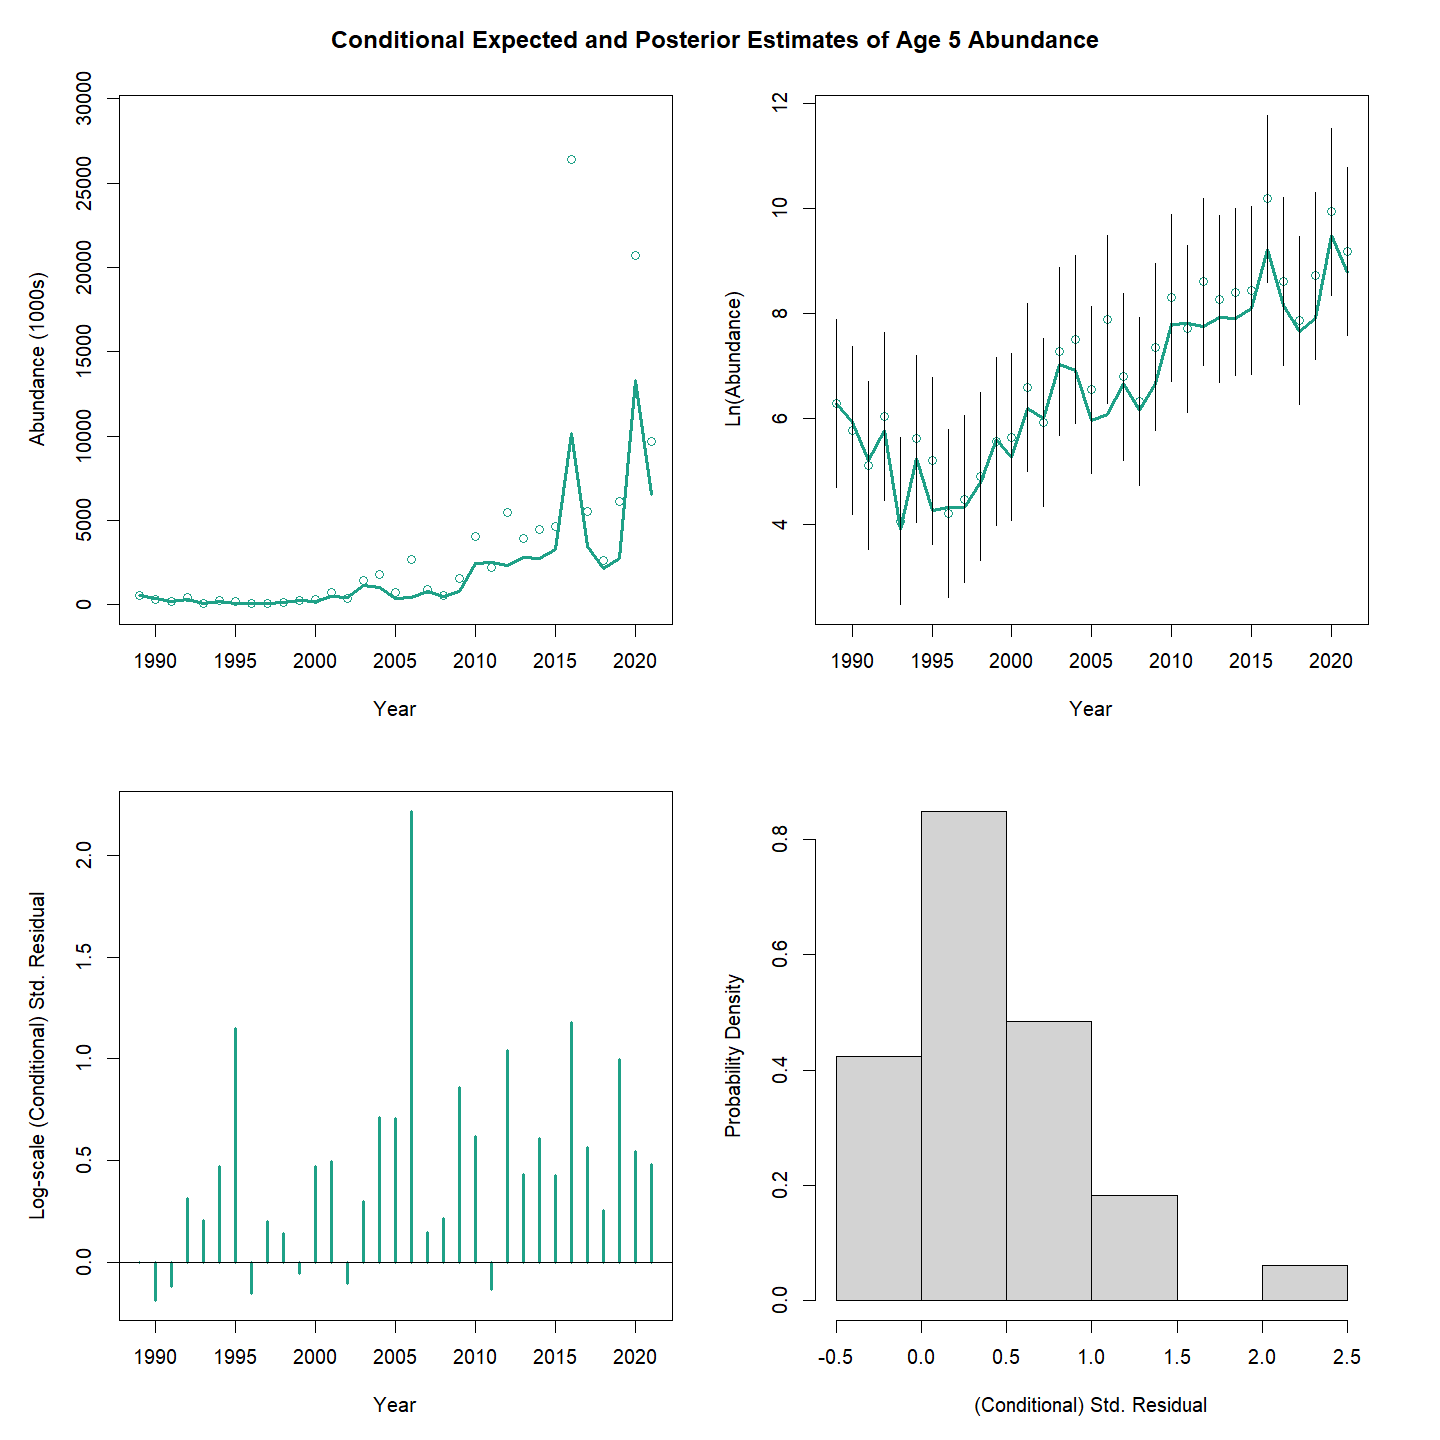 Conditional Expected and Posterior Estimates of Age 5 Abundance
Abundance (1000s)
0 5000 10000 15000 20000 25000 30000
1990 1995 2000 2005 2010 2015 2020
Year
Ln(Abundance)
4 6 8 10 12
1990 1995 2000 2005 2010 2015 2020
Year
Log-scale (Conditional) Std. Residual
0.0 0.5 1.0 1.5 2.0
1990 1995 2000 2005 2010 2015 2020
Year
Probability Density
0.0 0.2 0.4 0.6 0.8
-0.5 0.0 0.5 1.0 1.5 2.0 2.5
(Conditional) Std. Residual